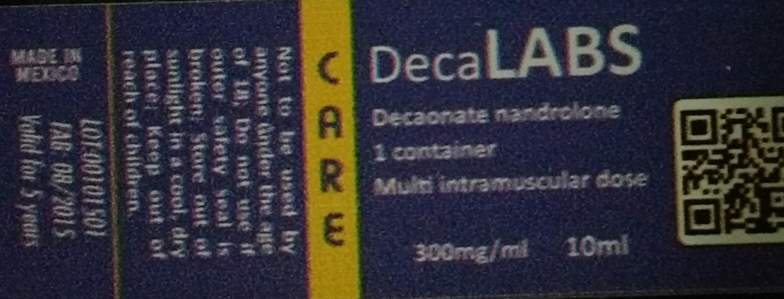 MADE IN
MEXICO
LOT:00101501
FAB 08/2015
Valid for 5 years
Not to be used by
anyone under the age
of 18, Do not use if
outer safety seal is
broken; Store out of
sunlight in a cool, dry
place; Keep out of
reach of children.
CARE
DecaLABS
Decaonate nandrolone
1 container
Multi intramuscular dose
300mg/ml 10ml